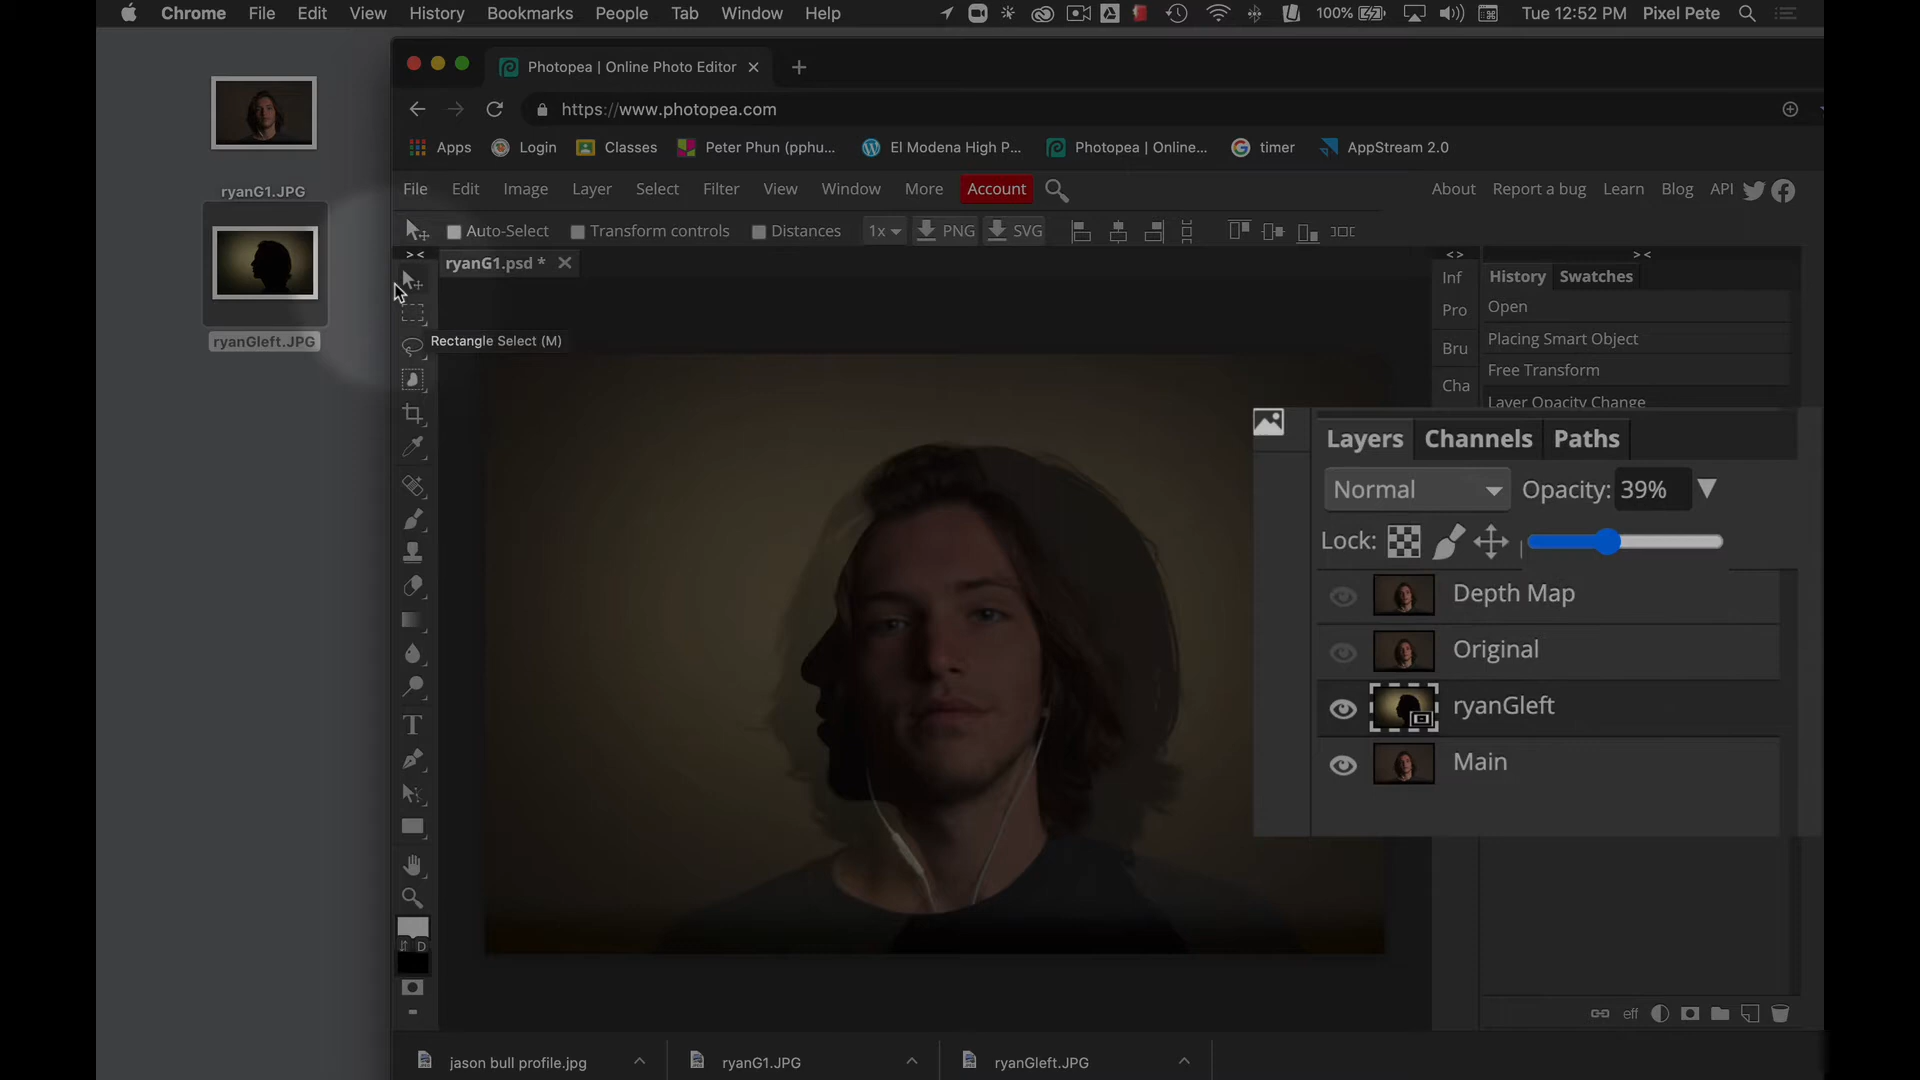 Chrome File Edit View History Bookmarks People Tab Window Help 100% Tue 12:52 PM Pixel Pete
ryanG1.JPG
ryanGleft.JPG
Photopea | Online Photo Editor
https://www.photopea.com
Apps Login Classes Peter Phun (pphu... El Modena High P... Photopea | Online... timer AppStream 2.0
File Edit Image Layer Select Filter View Window More Account About Report a bug Learn Blog API
Auto-Select Transform controls Distances 1x PNG SVG
ryanG1.psd *
Rectangle Select (M)
T
D
Inf
Pro
Bru
Cha
History Swatches
Open
Placing Smart Object
Free Transform
Layer Opacity Change
Layers Channels Paths
Normal Opacity: 39%
Lock:
Depth Map
Original
ryanGleft
Main
eff
jason bull profile.jpg ryanG1.JPG ryanGleft.JPG